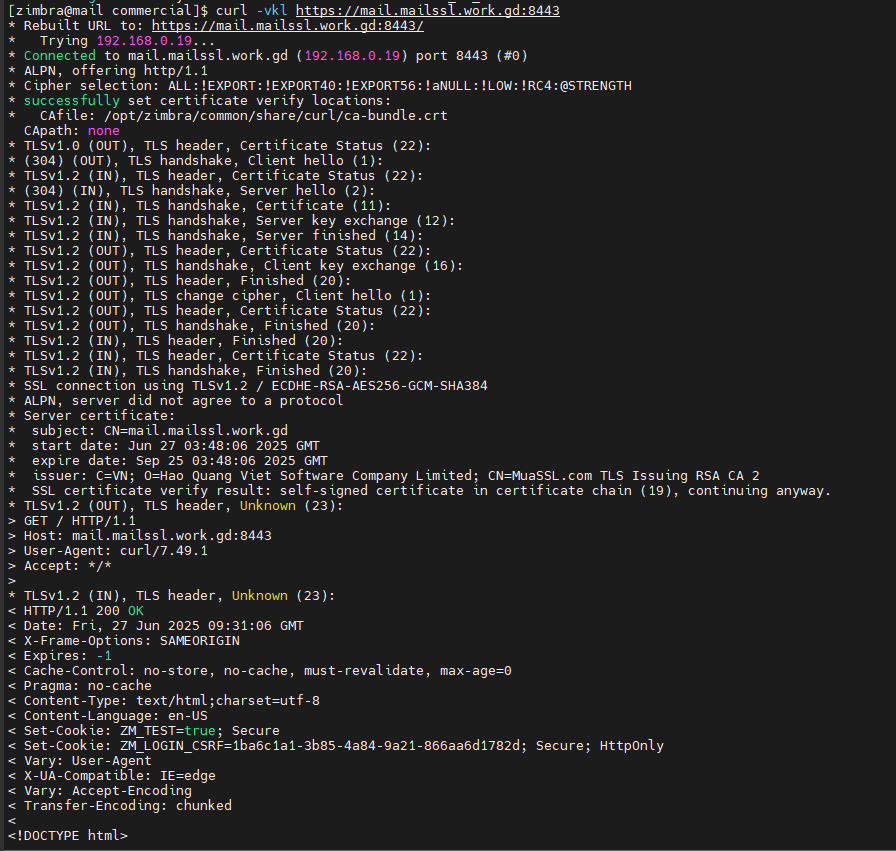 [zimbra@mail commercial]$ curl -vkl https://mail.mailssl.work.gd:8443
* Rebuilt URL to: https://mail.mailssl.work.gd:8443/
*   Trying 192.168.0.19...
* Connected to mail.mailssl.work.gd (192.168.0.19) port 8443 (#0)
* ALPN, offering http/1.1
* Cipher selection: ALL:!EXPORT:!EXPORT40:!EXPORT56:!aNULL:!LOW:!RC4:@STRENGTH
* successfully set certificate verify locations:
*   CAfile: /opt/zimbra/common/share/curl/ca-bundle.crt
  CApath: none
* TLSv1.0 (OUT), TLS header, Certificate Status (22):
* (304) (OUT), TLS handshake, Client hello (1):
* TLSv1.2 (IN), TLS header, Certificate Status (22):
* (304) (IN), TLS handshake, Server hello (2):
* TLSv1.2 (IN), TLS handshake, Certificate (11):
* TLSv1.2 (IN), TLS handshake, Server key exchange (12):
* TLSv1.2 (IN), TLS handshake, Server finished (14):
* TLSv1.2 (OUT), TLS header, Certificate Status (22):
* TLSv1.2 (OUT), TLS handshake, Client key exchange (16):
* TLSv1.2 (OUT), TLS header, Finished (20):
* TLSv1.2 (OUT), TLS change cipher, Client hello (1):
* TLSv1.2 (OUT), TLS header, Certificate Status (22):
* TLSv1.2 (OUT), TLS handshake, Finished (20):
* TLSv1.2 (IN), TLS header, Finished (20):
* TLSv1.2 (IN), TLS header, Certificate Status (22):
* TLSv1.2 (IN), TLS handshake, Finished (20):
* SSL connection using TLSv1.2 / ECDHE-RSA-AES256-GCM-SHA384
* ALPN, server did not agree to a protocol
* Server certificate:
*  subject: CN=mail.mailssl.work.gd
*  start date: Jun 27 03:48:06 2025 GMT
*  expire date: Sep 25 03:48:06 2025 GMT
*  issuer: C=VN; O=Hao Quang Viet Software Company Limited; CN=MuaSSL.com TLS Issuing RSA CA 2
*  SSL certificate verify result: self-signed certificate in certificate chain (19), continuing anyway.
* TLSv1.2 (OUT), TLS header, Unknown (23):
> GET / HTTP/1.1
> Host: mail.mailssl.work.gd:8443
> User-Agent: curl/7.49.1
> Accept: */*
>
* TLSv1.2 (IN), TLS header, Unknown (23):
< HTTP/1.1 200 OK
< Date: Fri, 27 Jun 2025 09:31:06 GMT
< X-Frame-Options: SAMEORIGIN
< Expires: -1
< Cache-Control: no-store, no-cache, must-revalidate, max-age=0
< Pragma: no-cache
< Content-Type: text/html;charset=utf-8
< Content-Language: en-US
< Set-Cookie: ZM_TEST=true; Secure
< Set-Cookie: ZM_LOGIN_CSRF=1ba6c1a1-3b85-4a84-9a21-866aa6d1782d; Secure; HttpOnly
< Vary: User-Agent
< X-UA-Compatible: IE=edge
< Vary: Accept-Encoding
< Transfer-Encoding: chunked
<
<!DOCTYPE html>